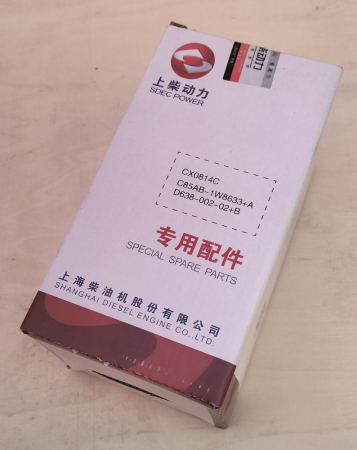 上柴动力
SDEC POWER
CX0814C
C85AB-1W8633+A
D638-002-02+B
专用配件
SPECIAL SPARE PARTS
上海柴油机股份有限公司
SHANGHAI DIESEL ENGINE CO.,LTD.